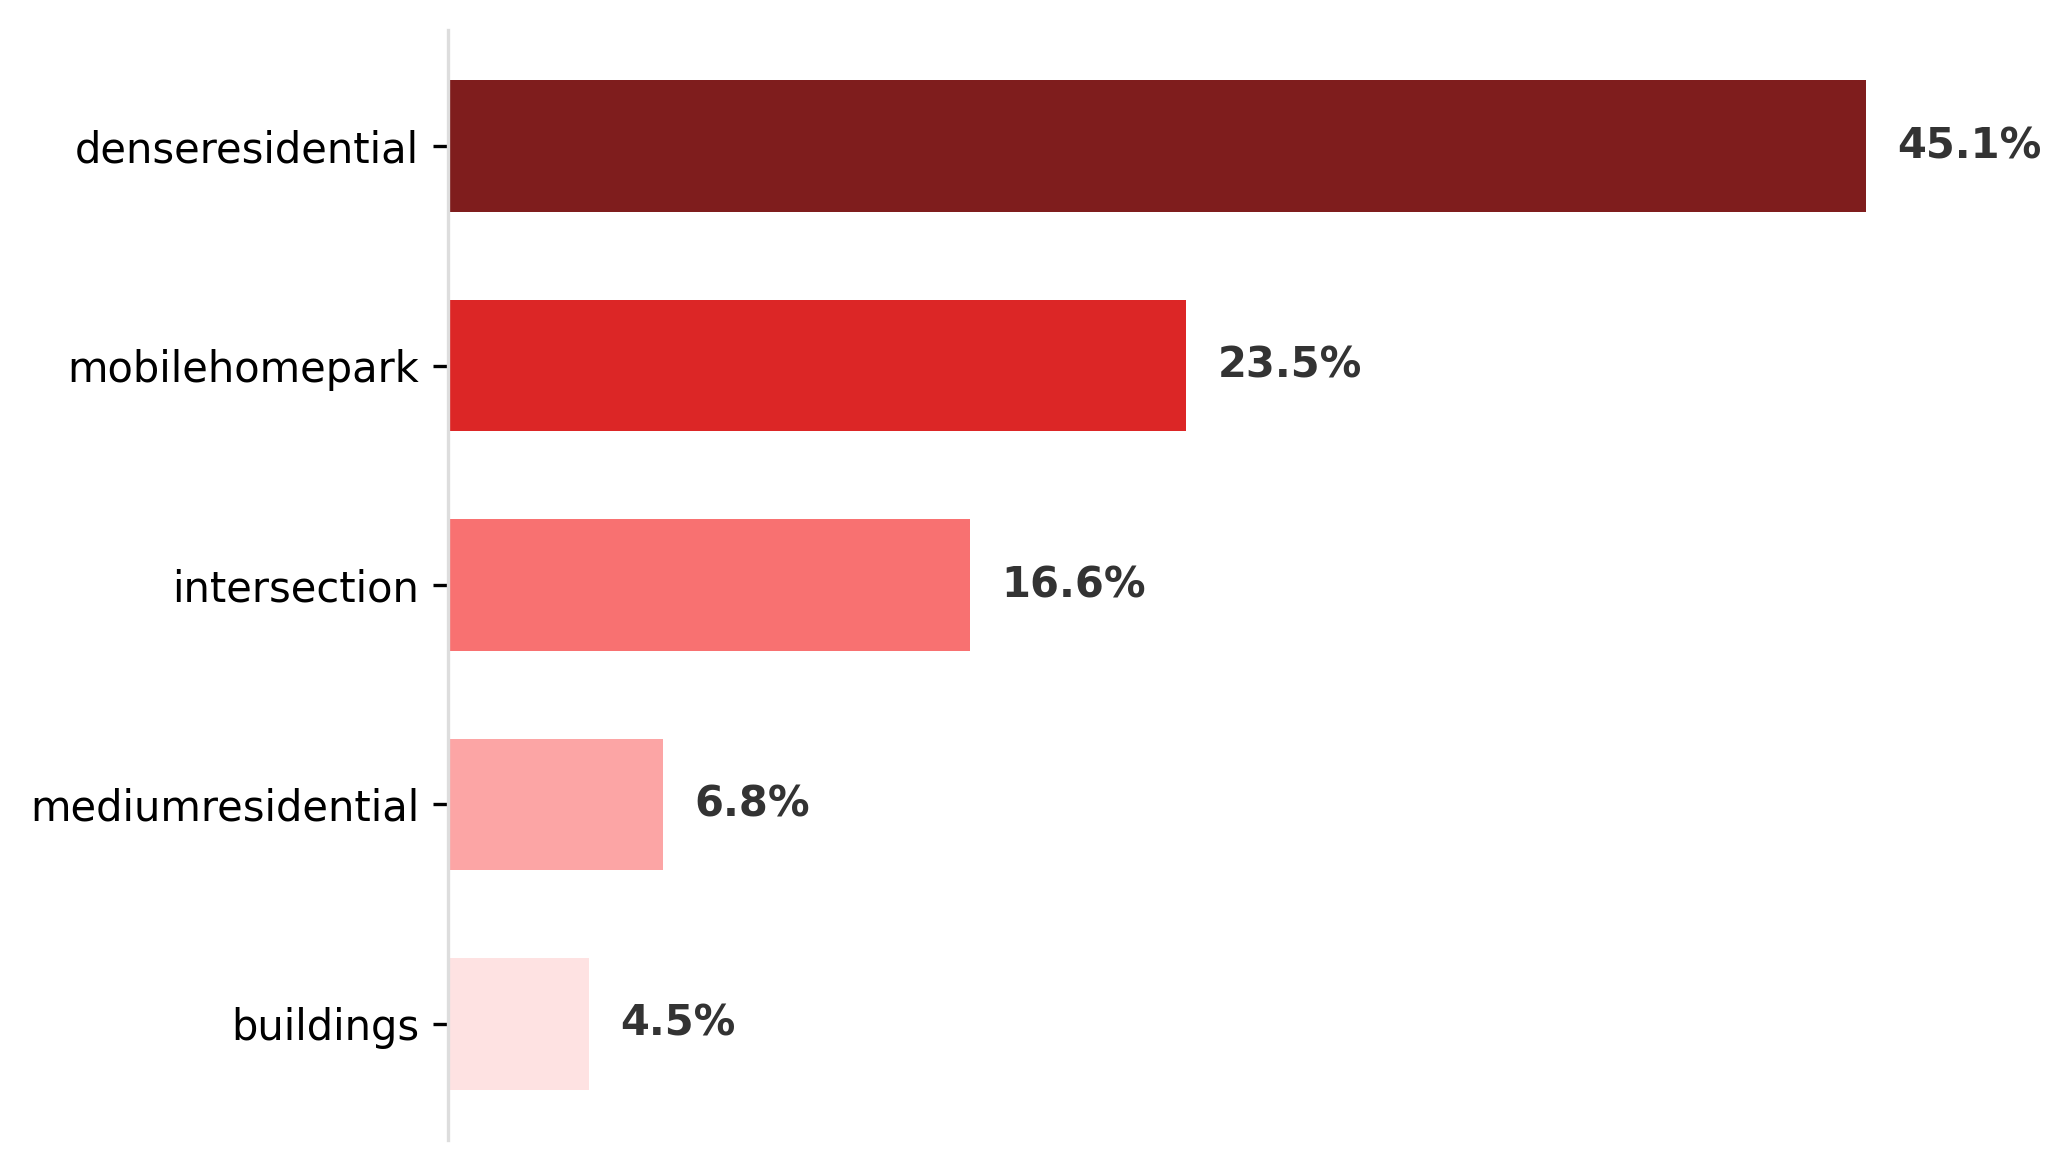 denseresidential 45.1%
mobilehomepark 23.5%
intersection 16.6%
mediumresidential 6.8%
buildings 4.5%